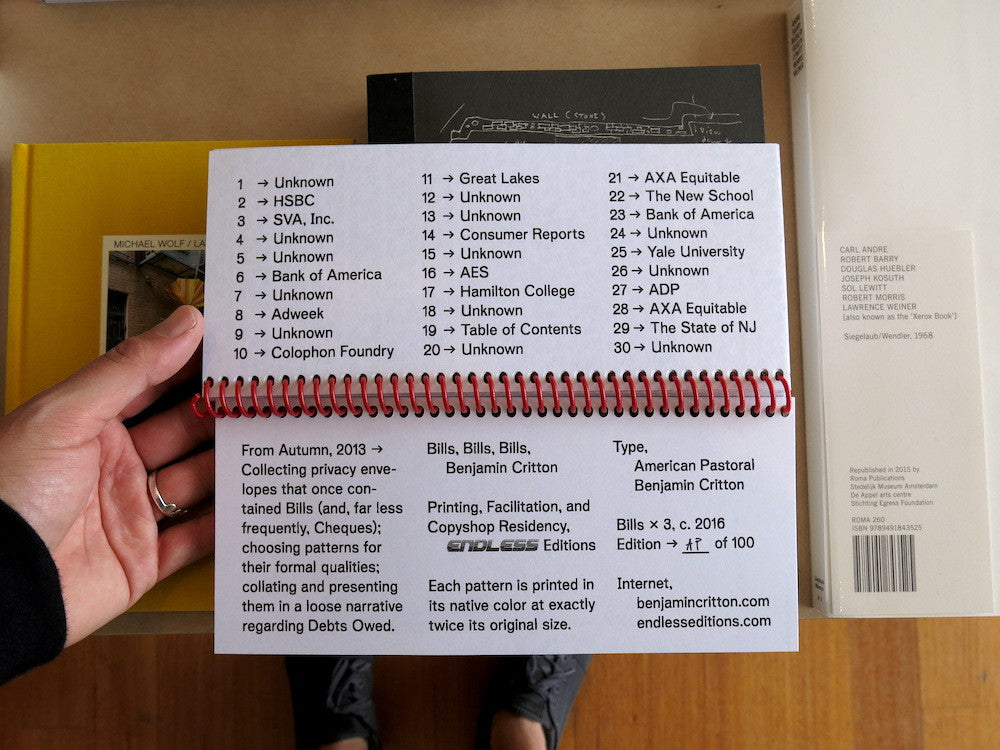 WALL (STONE)
VIEW
MICHAEL WOLF / LA
1 → Unknown
2 → HSBC
3 → SVA, Inc.
4 → Unknown
5 → Unknown
6 → Bank of America
7 → Unknown
8 → Adweek
9 → Unknown
10 → Colophon Foundry
11 → Great Lakes
12 → Unknown
13 → Unknown
14 → Consumer Reports
15 → Unknown
16 → AES
17 → Hamilton College
18 → Unknown
19 → Table of Contents
20 → Unknown
21 → AXA Equitable
22 → The New School
23 → Bank of America
24 → Unknown
25 → Yale University
26 → Unknown
27 → ADP
28 → AXA Equitable
29 → The State of NJ
30 → Unknown
From Autumn, 2013 →
Collecting privacy enve-
lopes that once con-
tained Bills (and, far less
frequently, Cheques);
choosing patterns for
their formal qualities;
collating and presenting
them in a loose narrative
regarding Debts Owed.
Bills, Bills, Bills,
Benjamin Critton
Printing, Facilitation, and
Copyshop Residency,
ENDLESS Editions
Each pattern is printed in
its native color at exactly
twice its original size.
Type,
American Pastoral
Benjamin Critton
Bills × 3, c. 2016
Edition → AP of 100
Internet,
benjamincritton.com
endlesseditions.com
CARL ANDRE
ROBERT BARRY
DOUGLAS HUEBLER
JOSEPH KOSUTH
SOL LEWITT
ROBERT MORRIS
LAWRENCE WEINER
[also known as the 'Xerox Book']
Siegelaub/Wendler, 1968
Republished in 2015 by
Roma Publications
Stedelijk Museum Amsterdam
De Appel arts centre
Stichting Egress Foundation
ROMA 260
ISBN 9789491843525